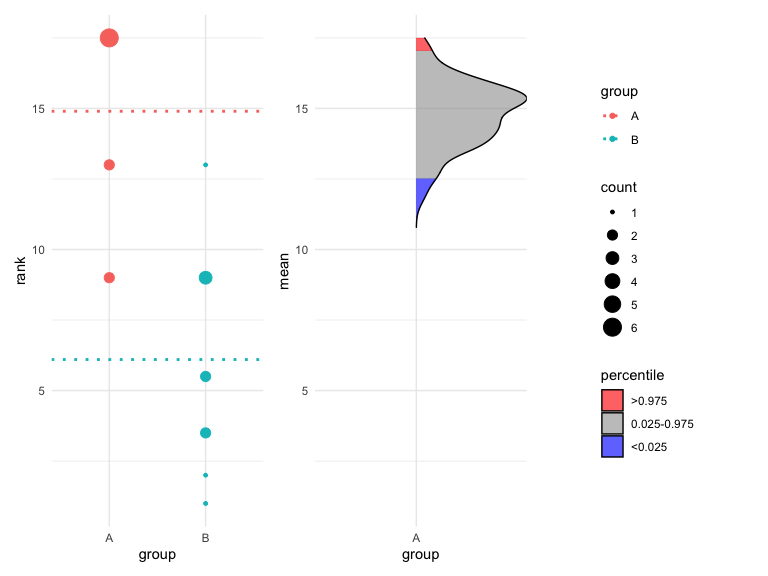 rank
15
10
5
A
B
group
mean
15
10
5
A
group
group
A
B
count
1
2
3
4
5
6
percentile
>0.975
0.025-0.975
<0.025